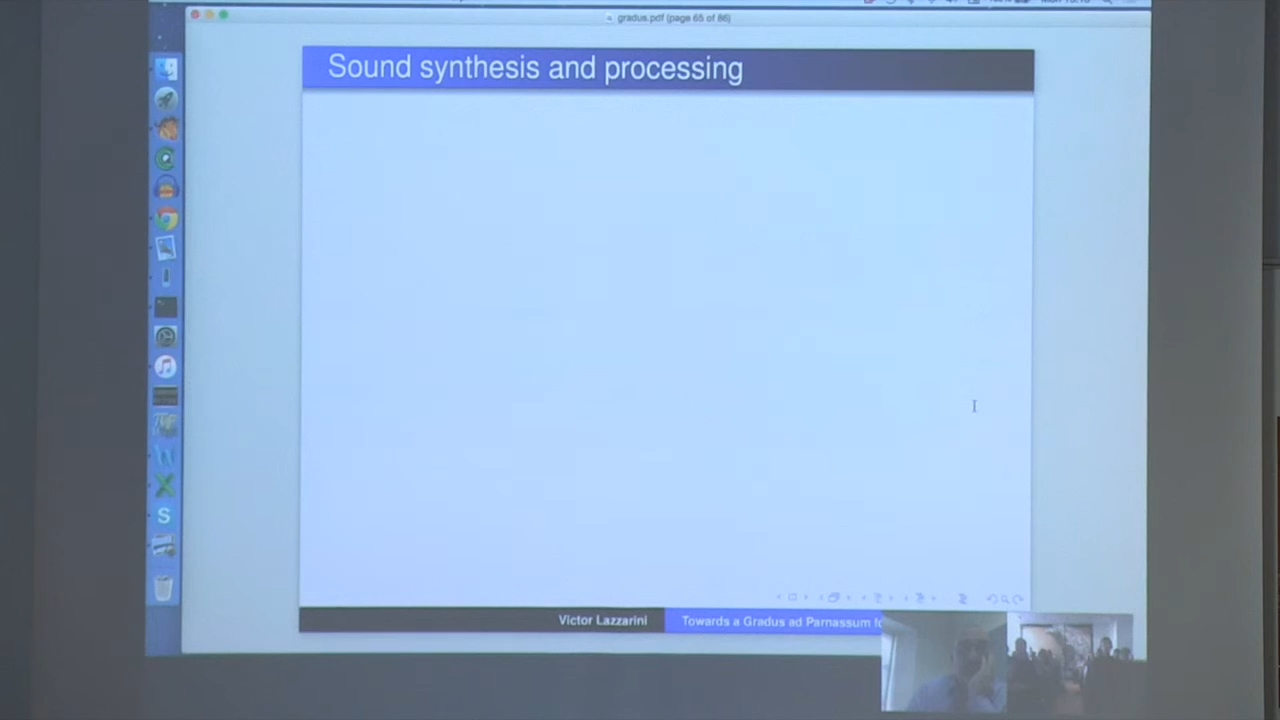 gradus.pdf (page 65 of 86)
Sound synthesis and processing
Victor Lazzarini
Towards a Gradus ad Parnassum fo